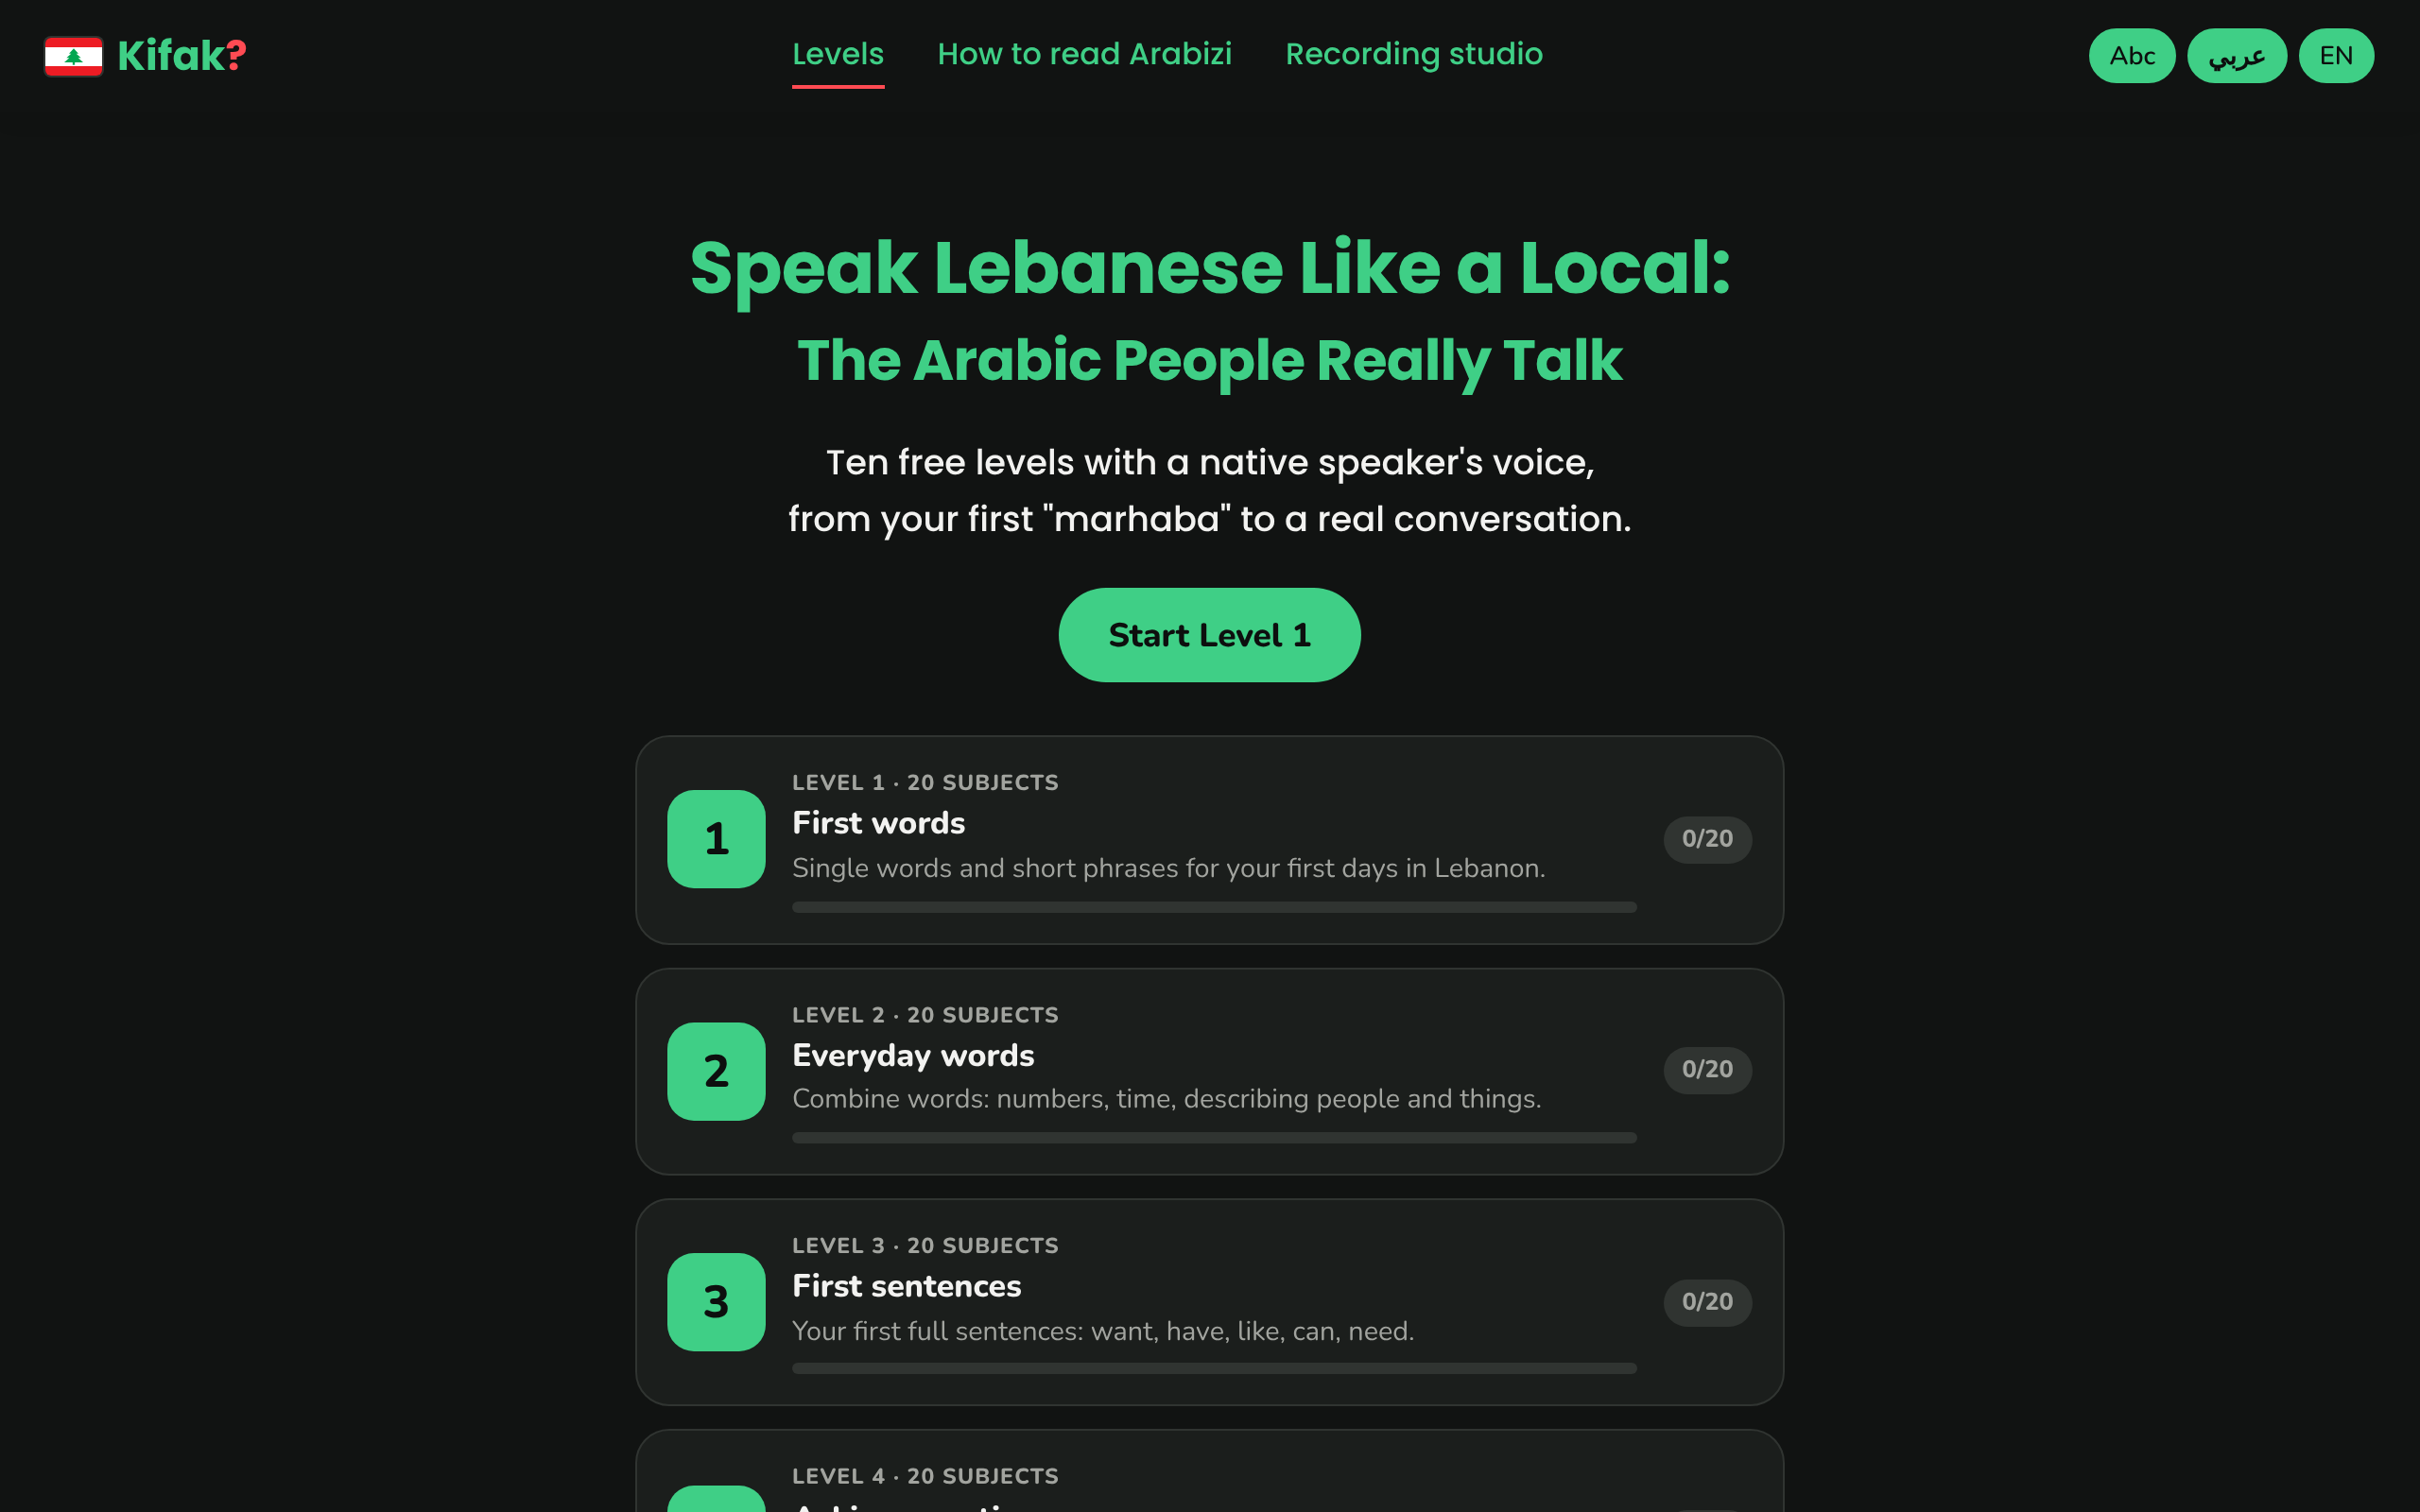 Kifak?
Levels
How to read Arabizi
Recording studio
Abc
عربي
EN
Speak Lebanese Like a Local:
The Arabic People Really Talk
Ten free levels with a native speaker's voice,
from your first "marhaba" to a real conversation.
Start Level 1
1
LEVEL 1 · 20 SUBJECTS
First words
Single words and short phrases for your first days in Lebanon.
0/20
2
LEVEL 2 · 20 SUBJECTS
Everyday words
Combine words: numbers, time, describing people and things.
0/20
3
LEVEL 3 · 20 SUBJECTS
First sentences
Your first full sentences: want, have, like, can, need.
0/20
LEVEL 4 · 20 SUBJECTS